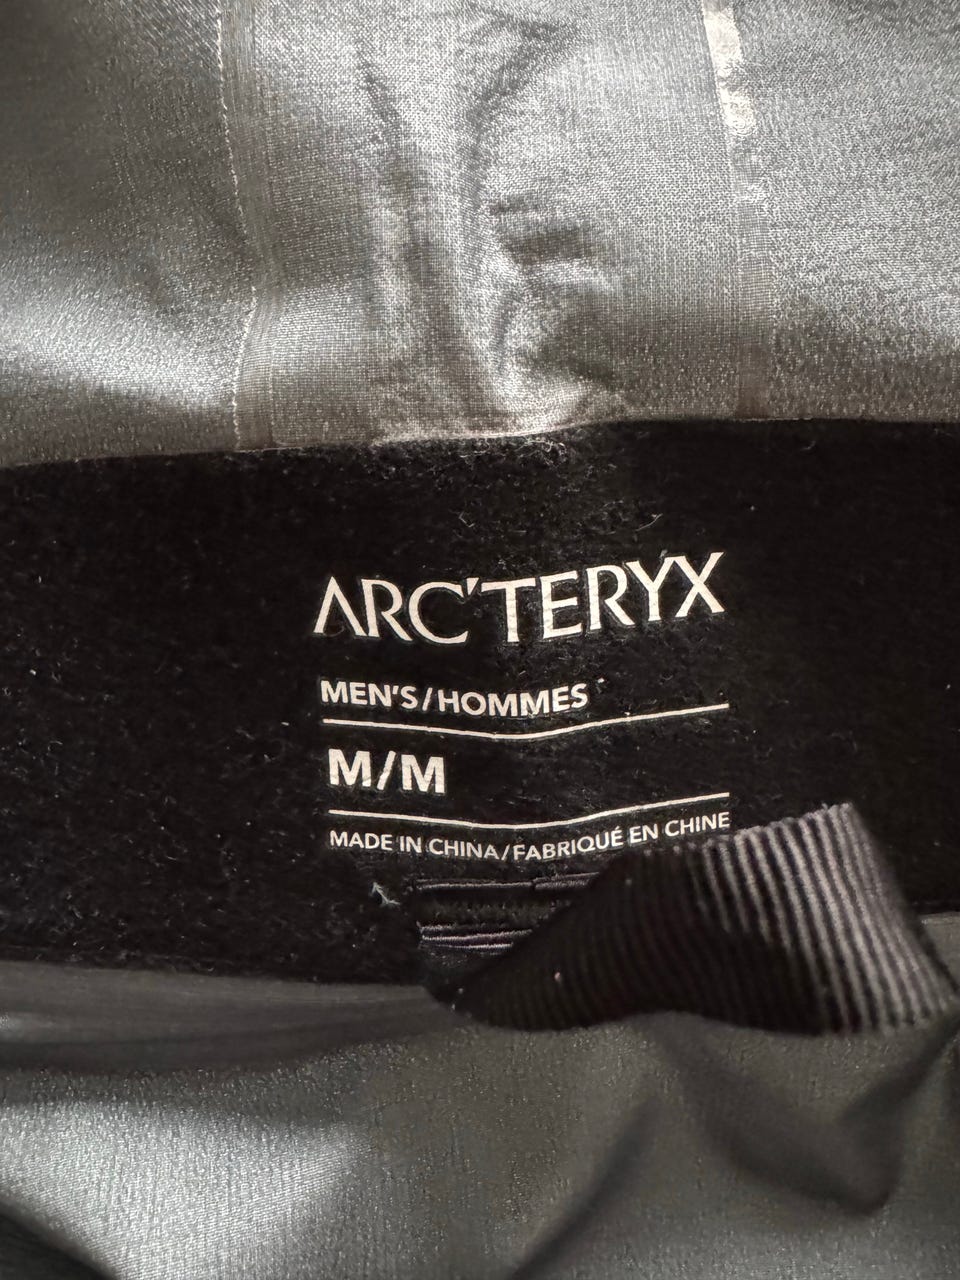 ARC'TERYX
MEN'S/HOMMES
M/M
MADE IN CHINA/FABRIQUÉ EN CHINE